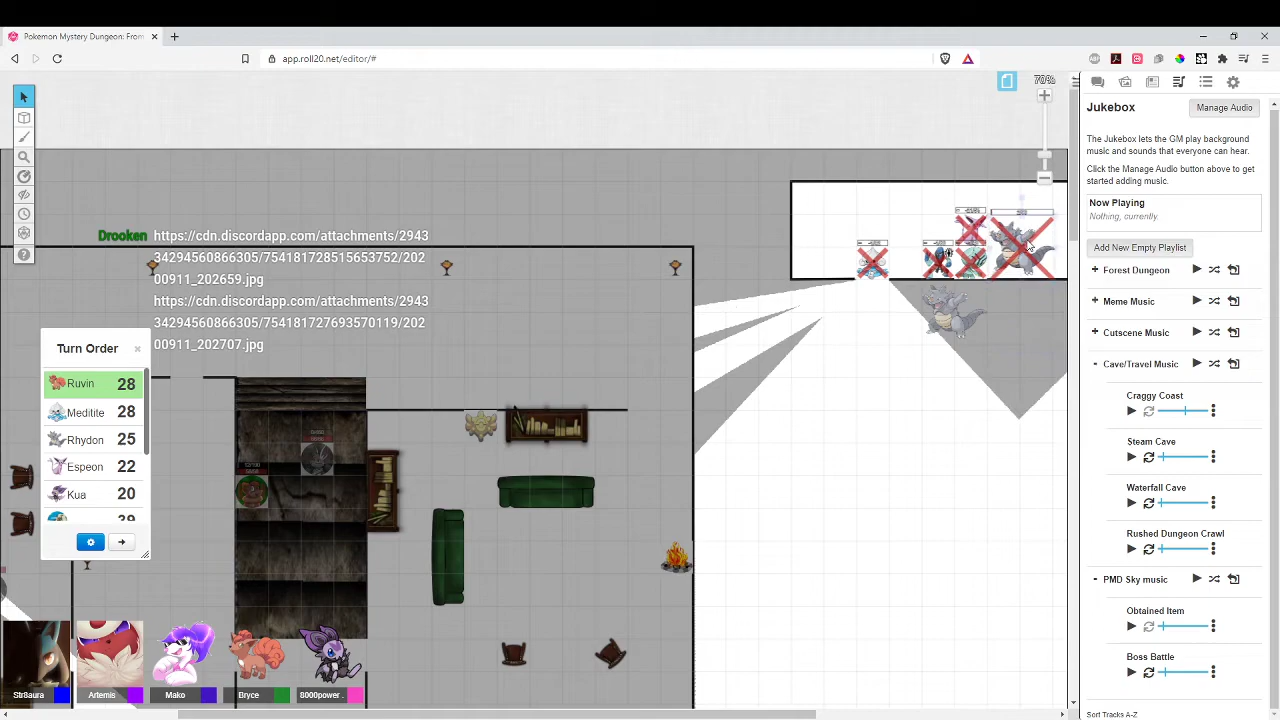 Pokemon Mystery Dungeon: From
app.roll20.net/editor/#
70%
Jukebox
Manage Audio
The Jukebox lets the GM play background
music and sounds that everyone can hear.
Click the Manage Audio button above to get
started adding music.
Now Playing
Nothing, currently.
Add New Empty Playlist
+ Forest Dungeon
+ Meme Music
+ Cutscene Music
- Cave/Travel Music
Craggy Coast
Steam Cave
Waterfall Cave
Rushed Dungeon Crawl
- PMD Sky music
Obtained Item
Boss Battle
Sort Tracks A-Z
Drooken https://cdn.discordapp.com/attachments/2943
34294560866305/754181728515653752/202
00911_202659.jpg
https://cdn.discordapp.com/attachments/2943
34294560866305/754181727693570119/202
00911_202707.jpg
Turn Order
Ruvin 28
Meditite 28
Rhydon 25
Espeon 22
Kua 20
Str8aura
Artemis
Mako
Bryce
8000power .